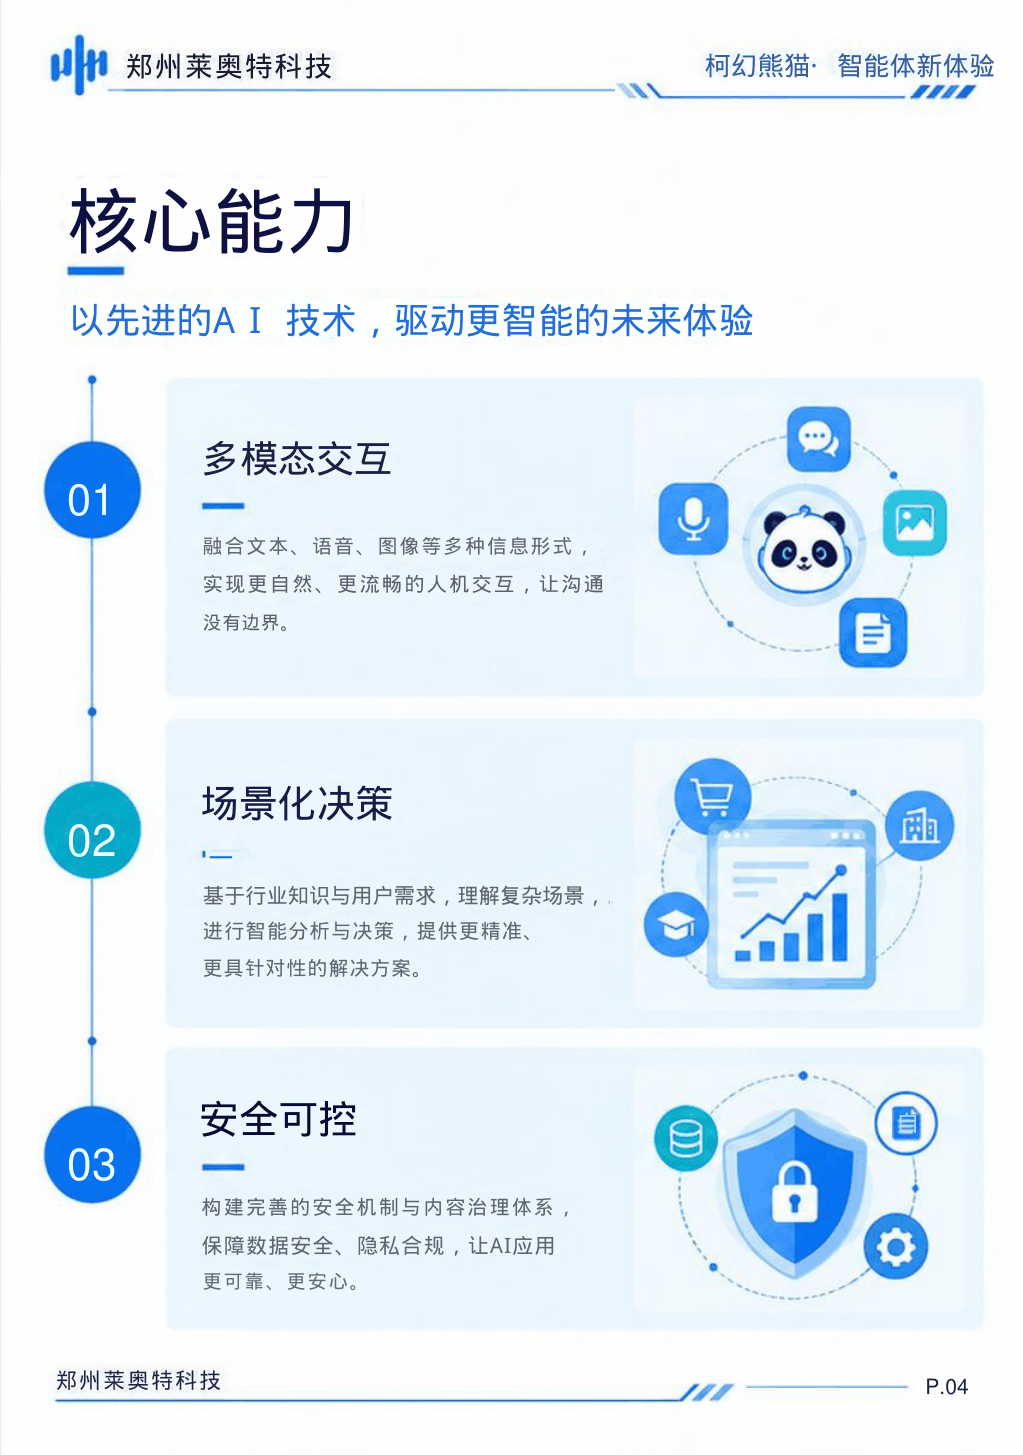 郑州莱奥特科技
柯幻熊猫· 智能体新体验
核心能力
以先进的AI 技术，驱动更智能的未来体验
01
多模态交互
融合文本、语音、图像等多种信息形式，
实现更自然、更流畅的人机交互，让沟通
没有边界。
02
场景化决策
基于行业知识与用户需求，理解复杂场景，
进行智能分析与决策，提供更精准、
更具针对性的解决方案。
03
安全可控
构建完善的安全机制与内容治理体系，
保障数据安全、隐私合规，让AI应用
更可靠、更安心。
郑州莱奥特科技
P.04